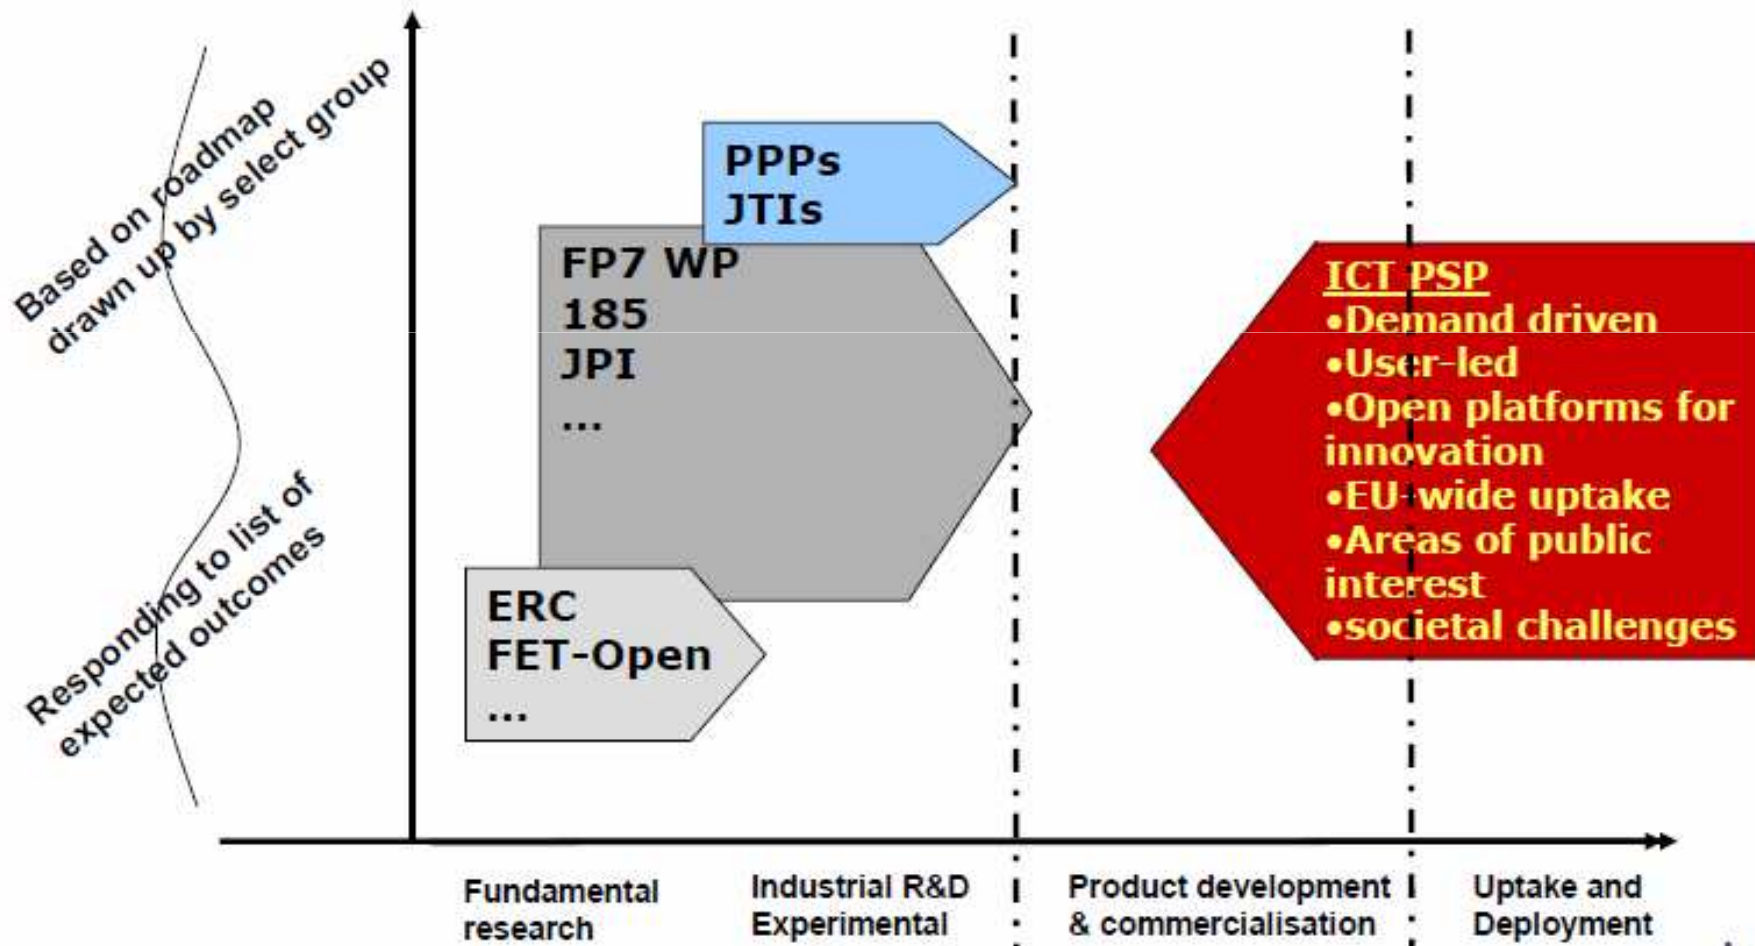 Based on roadmap
drawn up by select group
Responding to list of
expected outcomes
PPPs
JTIs
FP7 WP
185
JPI
...
ERC
FET-Open
...
ICT PSP
•Demand driven
•User-led
•Open platforms for
innovation
•EU-wide uptake
•Areas of public
interest
•societal challenges
Fundamental
research
Industrial R&D
Experimental
Product development
& commercialisation
Uptake and
Deployment